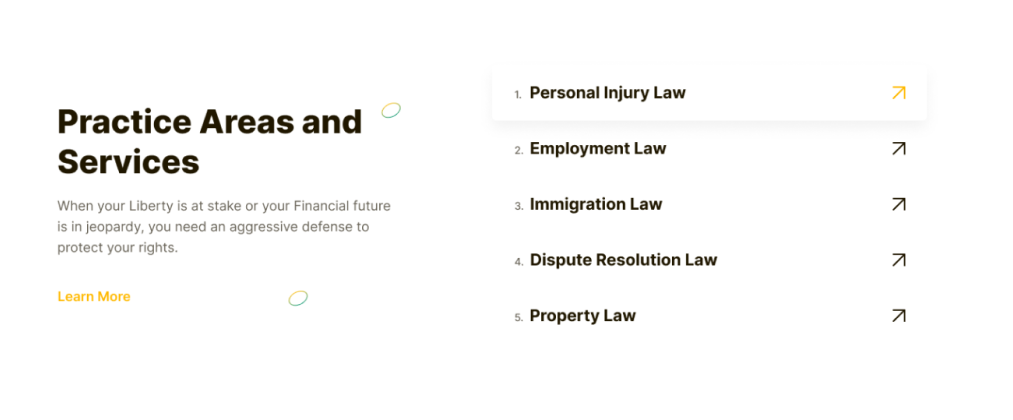 Practice Areas and
Services
When your Liberty is at stake or your Financial future
is in jeopardy, you need an aggressive defense to
protect your rights.
Learn More
1. Personal Injury Law
2. Employment Law
3. Immigration Law
4. Dispute Resolution Law
5. Property Law